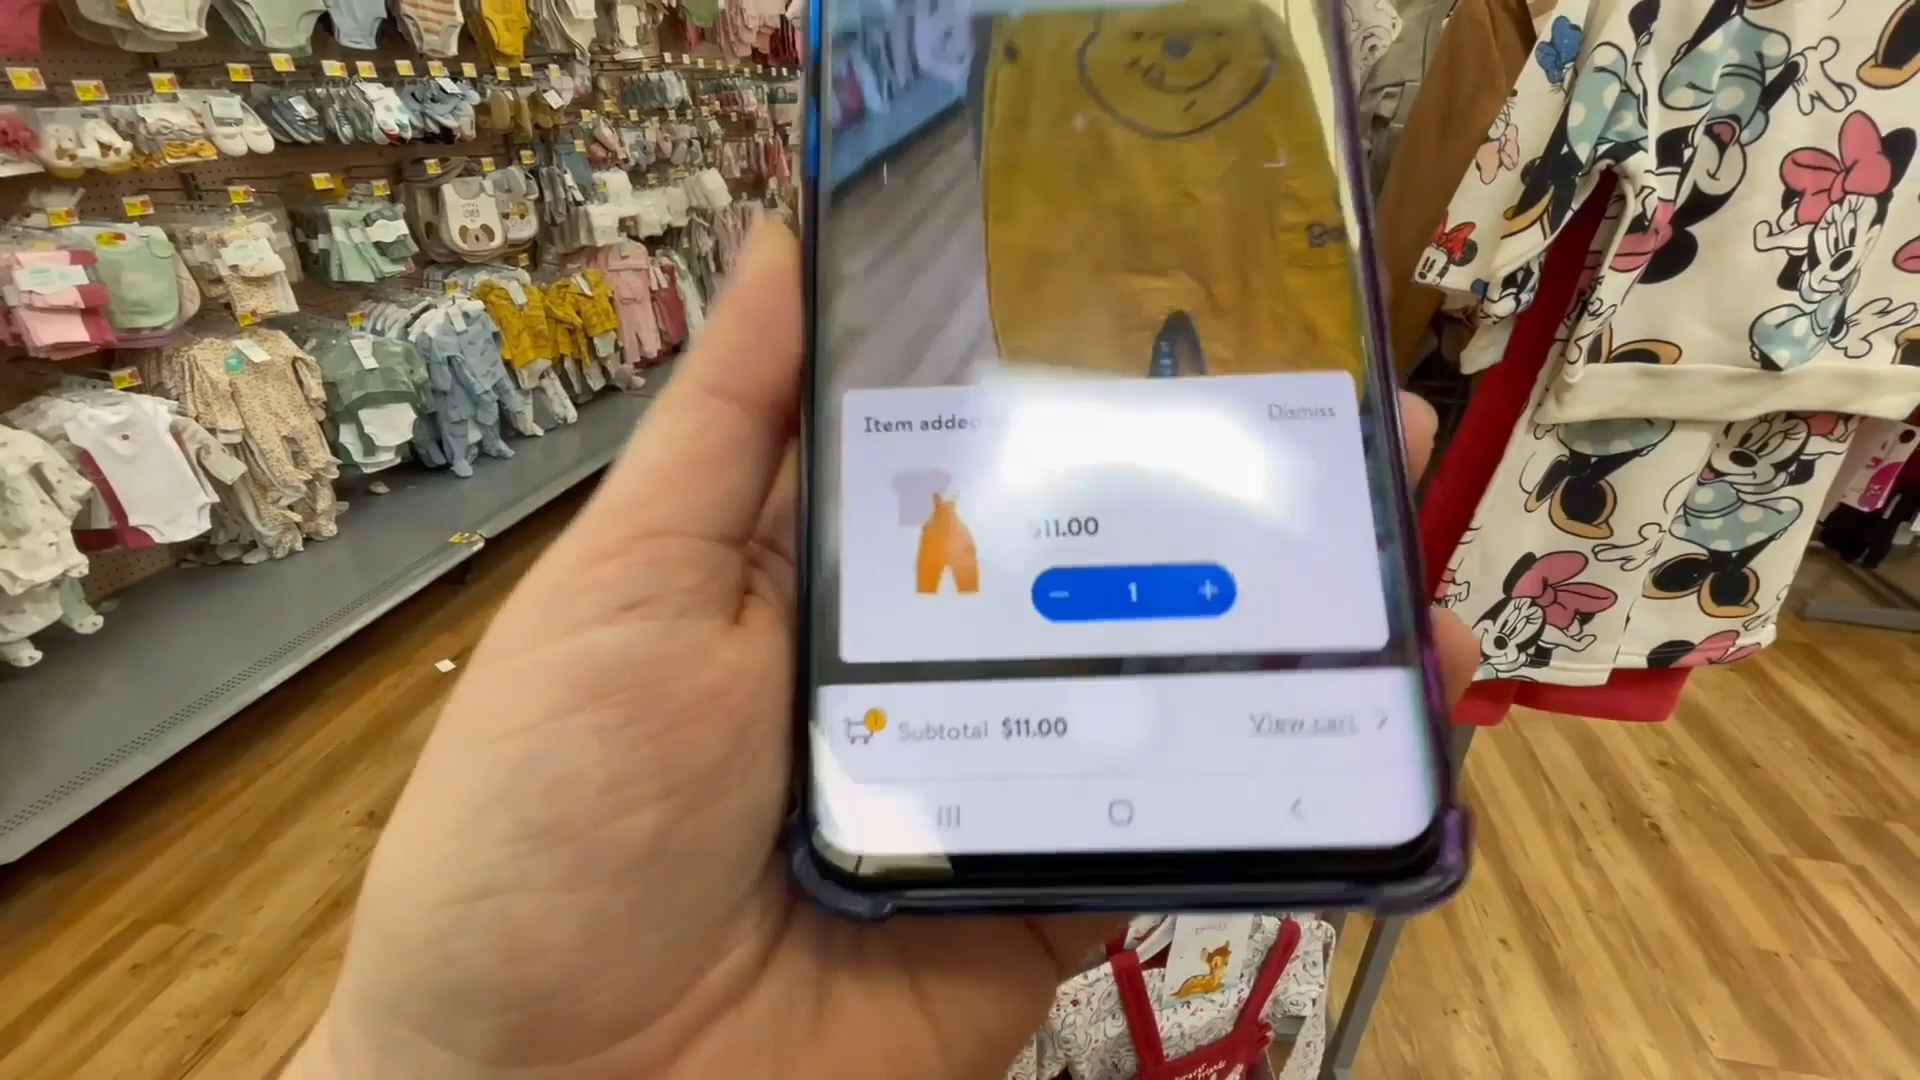 Item added
Dismiss
$11.00
1
Subtotal $11.00
View cart